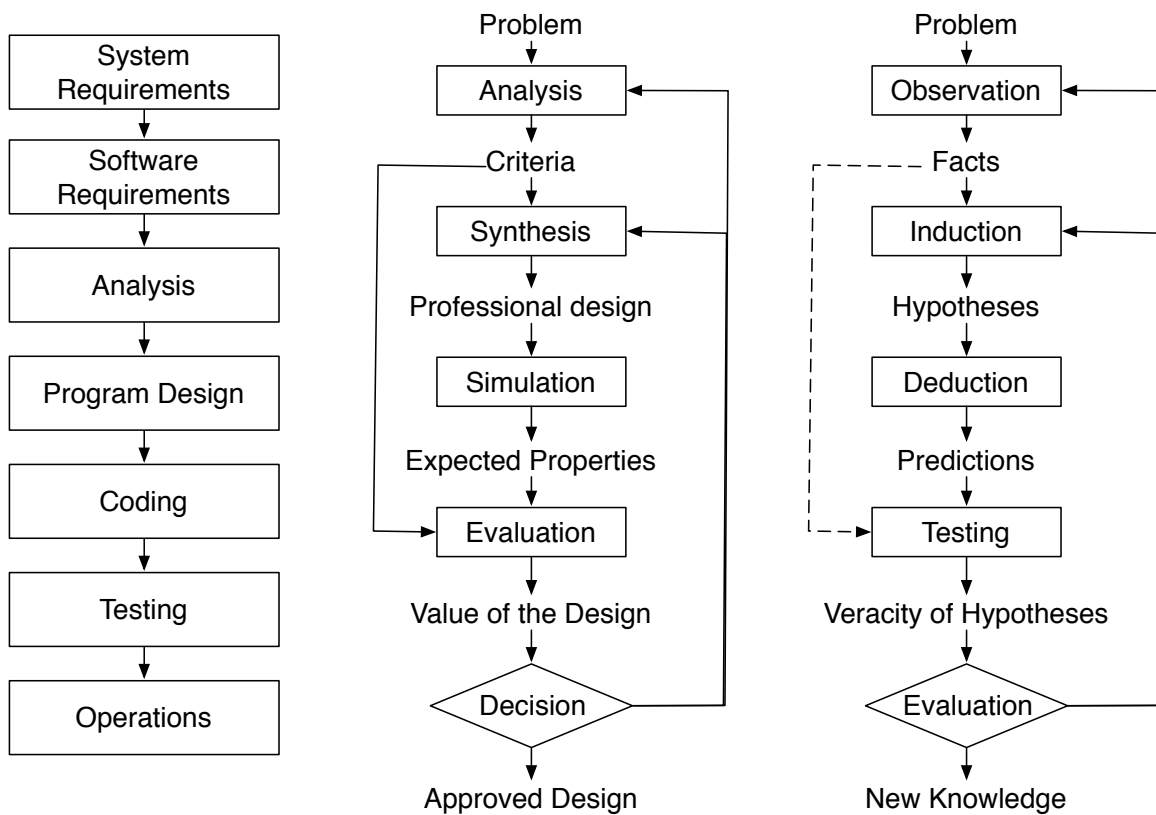 System
Requirements
Software
Requirements
Analysis
Program Design
Coding
Testing
Operations
Problem
Analysis
Criteria
Synthesis
Professional design
Simulation
Expected Properties
Evaluation
Value of the Design
Decision
Approved Design
Problem
Observation
Facts
Induction
Hypotheses
Deduction
Predictions
Testing
Veracity of Hypotheses
Evaluation
New Knowledge